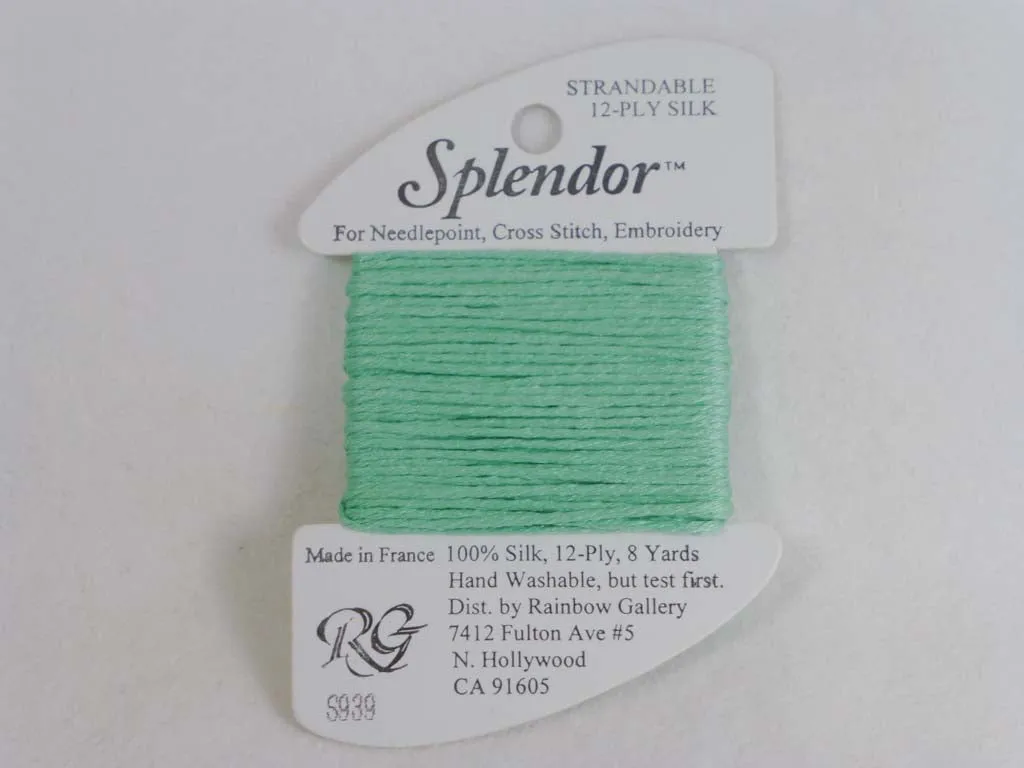 STRANDABLE
12-PLY SILK
Splendor™
For Needlepoint, Cross Stitch, Embroidery
Made in France 100% Silk, 12-Ply, 8 Yards
Hand Washable, but test first.
Dist. by Rainbow Gallery
7412 Fulton Ave #5
N. Hollywood
CA 91605
RG
S939